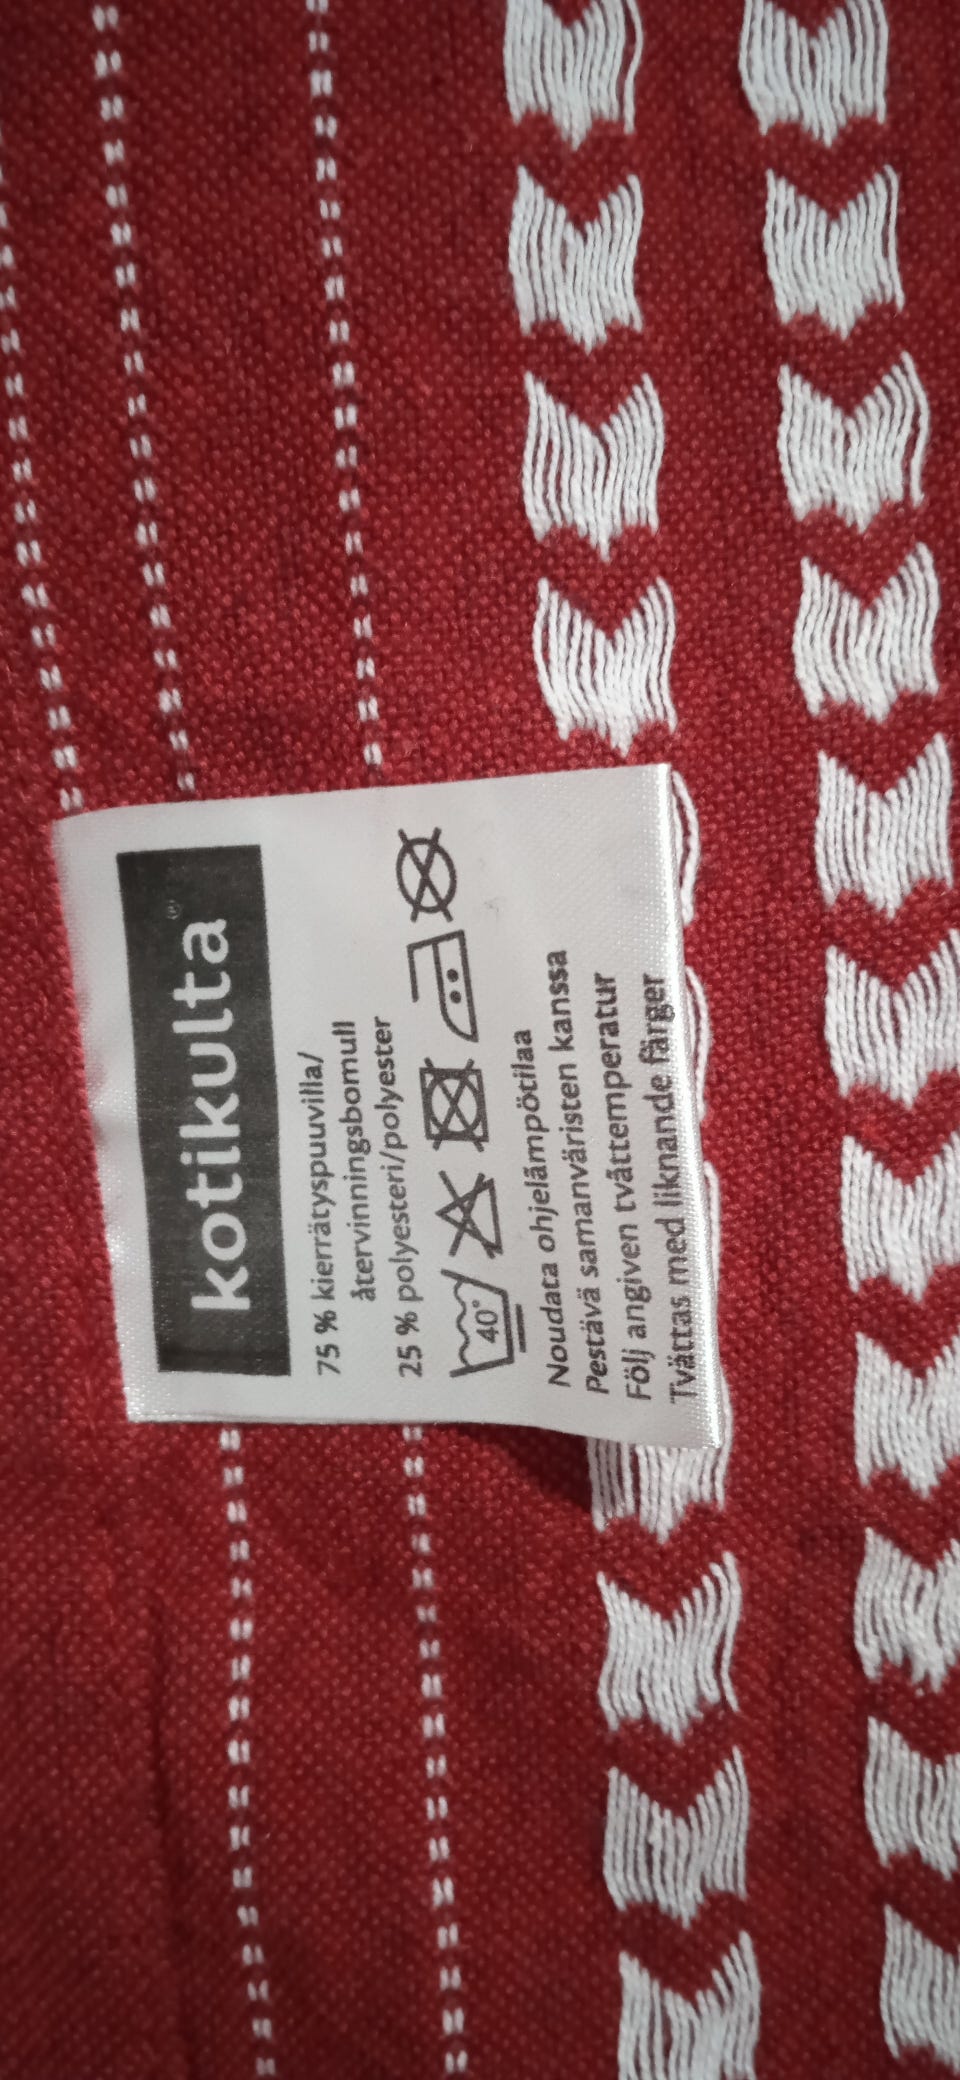 kotikulta®
75 % kierrätyspuuvilla/
återvinningsbomull
25 % polyesteri/polyester
40°
Noudata ohjelämpötilaa
Pestävä samanväristen kanssa
Följ angiven tvättemperatur
Tvättas med liknande färger